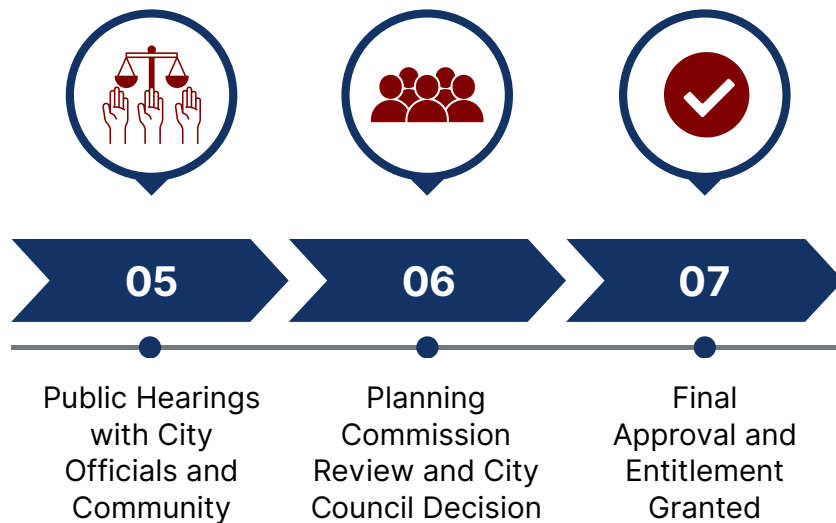 05
Public Hearings
with City
Officials and
Community
06
Planning
Commission
Review and City
Council Decision
07
Final
Approval and
Entitlement
Granted